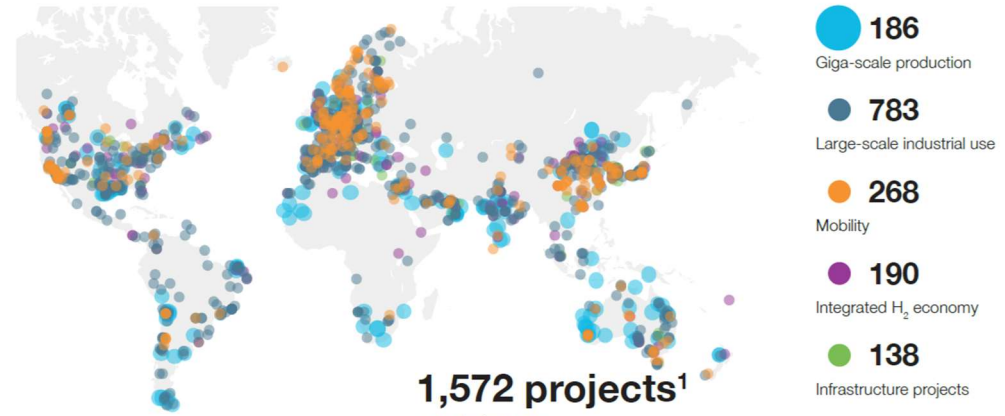 186
Giga-scale production
783
Large-scale industrial use
268
Mobility
190
Integrated H₂ economy
138
Infrastructure projects
1,572 projects¹